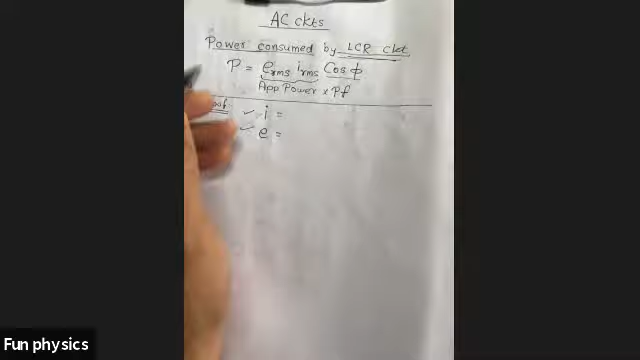 AC ckts
Power consumed by LCR ckt
P = erms irms Cos ϕ
App Power × Pf
✓ i =
✓ e =
Fun physics